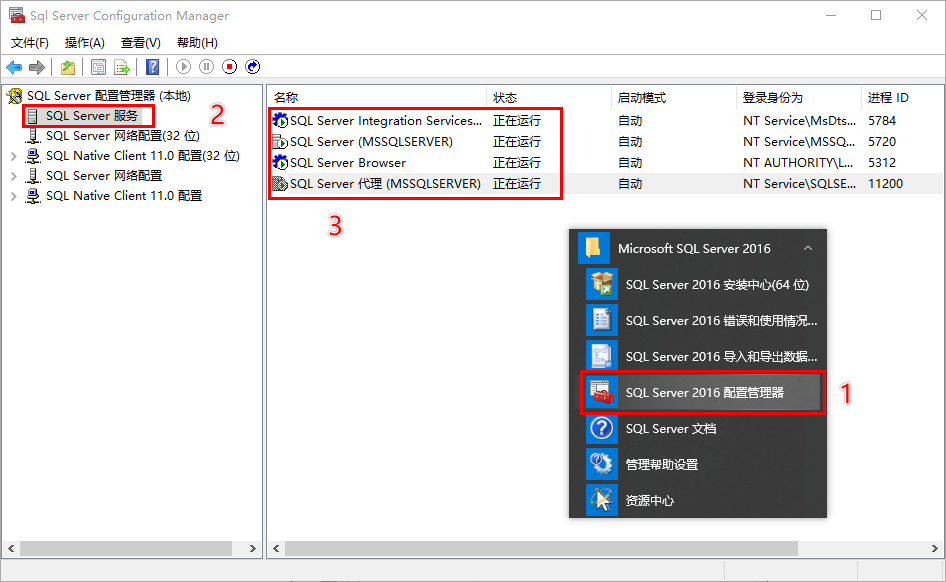 Sql Server Configuration Manager
文件(F) 操作(A) 查看(V) 帮助(H)
SQL Server 配置管理器 (本地)
SQL Server 服务
2
SQL Server 网络配置(32 位)
SQL Native Client 11.0 配置(32 位)
SQL Server 网络配置
SQL Native Client 11.0 配置
名称 状态 启动模式 登录身份为 进程 ID
SQL Server Integration Services... 正在运行 自动 NT Service\MsDts... 5784
SQL Server (MSSQLSERVER) 正在运行 自动 NT Service\MSSQ... 5720
SQL Server Browser 正在运行 自动 NT AUTHORITY\L... 5312
SQL Server 代理 (MSSQLSERVER) 正在运行 自动 NT Service\SQLSE... 11200
3
Microsoft SQL Server 2016
SQL Server 2016 安装中心(64 位)
SQL Server 2016 错误和使用情况...
SQL Server 2016 导入和导出数据...
SQL Server 2016 配置管理器
1
SQL Server 文档
管理帮助设置
资源中心